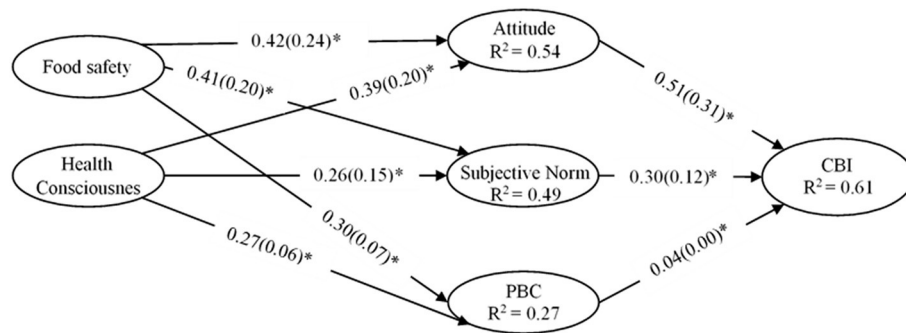 Attitude
R² = 0.54
0.42(0.24)*
Food safety
0.41(0.20)*
0.39(0.20)*
0.51(0.31)*
Health
Consciousnes
0.26(0.15)*
Subjective Norm
R² = 0.49
0.30(0.12)*
CBI
R² = 0.61
0.30(0.07)*
0.27(0.06)*
0.04(0.00)*
PBC
R² = 0.27